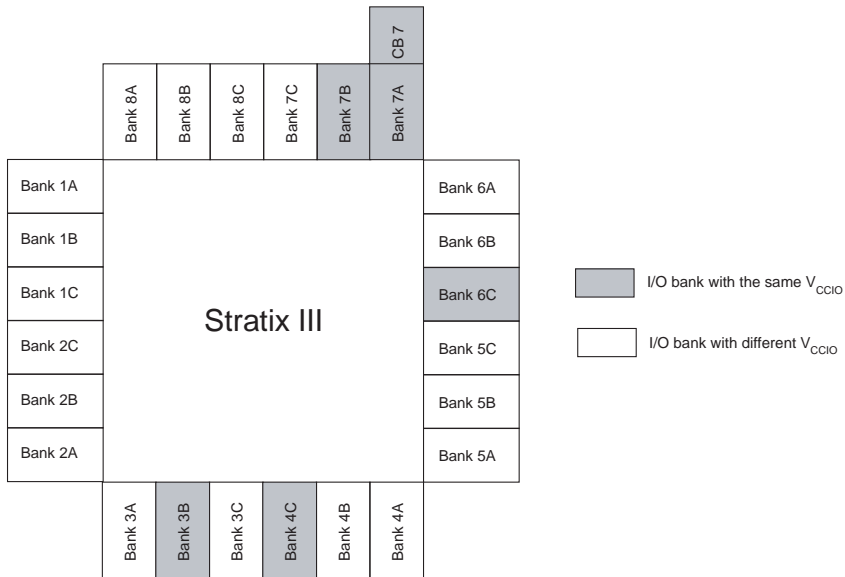 CB 7
Bank 8A
Bank 8B
Bank 8C
Bank 7C
Bank 7B
Bank 7A
Bank 1A
Bank 1B
Bank 1C
Bank 2C
Bank 2B
Bank 2A
Stratix III
Bank 6A
Bank 6B
Bank 6C
Bank 5C
Bank 5B
Bank 5A
Bank 3A
Bank 3B
Bank 3C
Bank 4C
Bank 4B
Bank 4A
I/O bank with the same VCCIO
I/O bank with different VCCIO